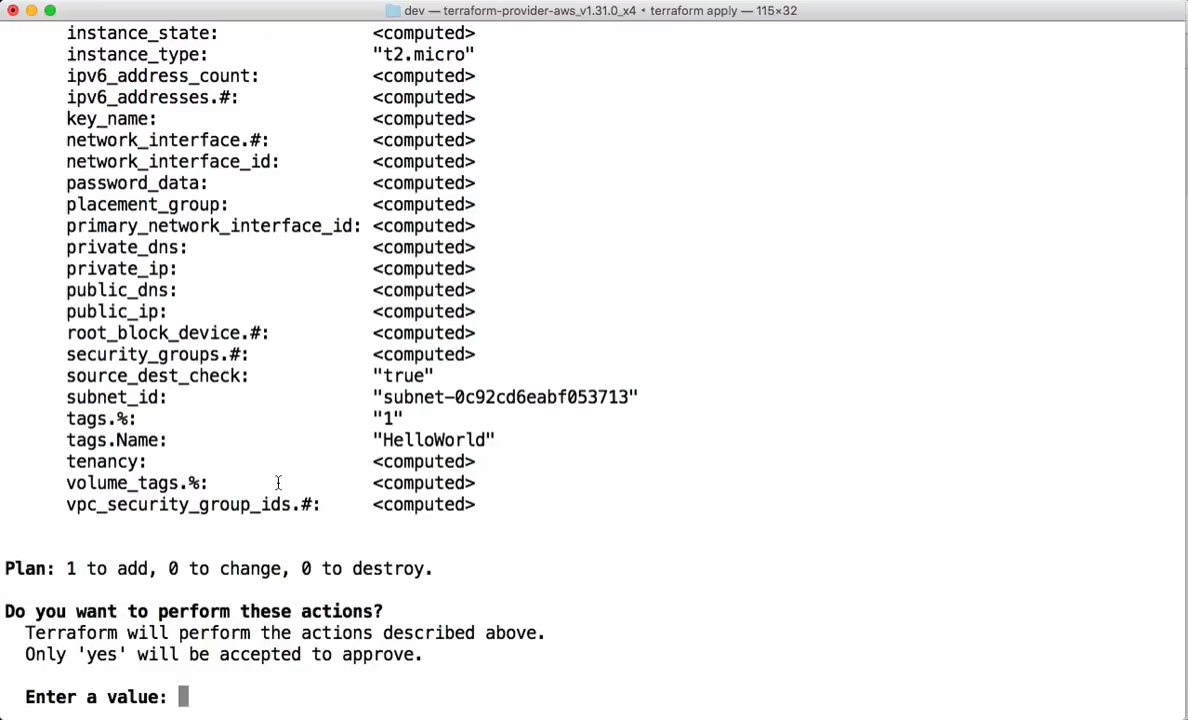 dev — terraform-provider-aws_v1.31.0_x4 • terraform apply — 115×32
instance_state: <computed>
instance_type: "t2.micro"
ipv6_address_count: <computed>
ipv6_addresses.#: <computed>
key_name: <computed>
network_interface.#: <computed>
network_interface_id: <computed>
password_data: <computed>
placement_group: <computed>
primary_network_interface_id: <computed>
private_dns: <computed>
private_ip: <computed>
public_dns: <computed>
public_ip: <computed>
root_block_device.#: <computed>
security_groups.#: <computed>
source_dest_check: "true"
subnet_id: "subnet-0c92cd6eabf053713"
tags.%: "1"
tags.Name: "HelloWorld"
tenancy: <computed>
volume_tags.%: <computed>
vpc_security_group_ids.#: <computed>
Plan: 1 to add, 0 to change, 0 to destroy.
Do you want to perform these actions?
Terraform will perform the actions described above.
Only 'yes' will be accepted to approve.
Enter a value: